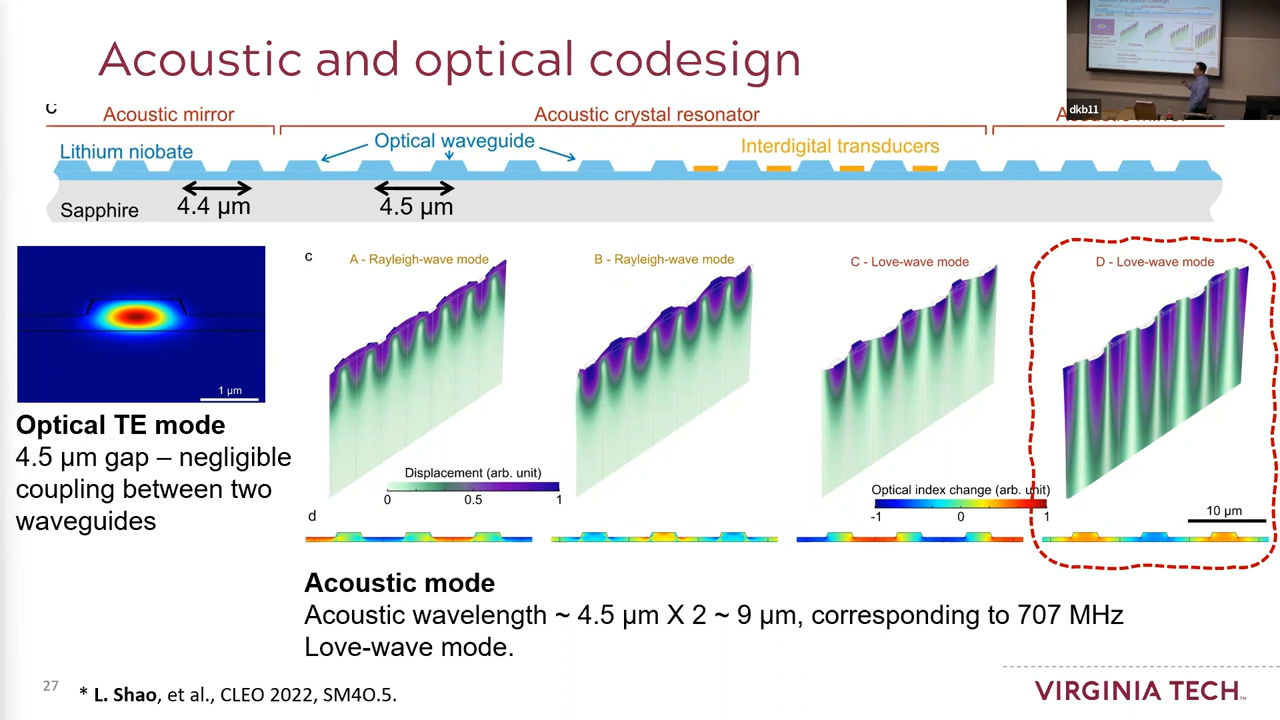 Acoustic and optical codesign
dkb11
c
Acoustic mirror
Acoustic crystal resonator
Lithium niobate
Optical waveguide
Interdigital transducers
4.4 µm
4.5 µm
Sapphire
c
A - Rayleigh-wave mode
B - Rayleigh-wave mode
C - Love-wave mode
D - Love-wave mode
1 µm
Optical TE mode
4.5 µm gap – negligible
coupling between two
waveguides
Displacement (arb. unit)
0 0.5 1
Optical index change (arb. unit)
-1 0 1
10 µm
d
Acoustic mode
Acoustic wavelength ~ 4.5 µm X 2 ~ 9 µm, corresponding to 707 MHz
Love-wave mode.
27
* L. Shao, et al., CLEO 2022, SM4O.5.
VIRGINIA TECH™